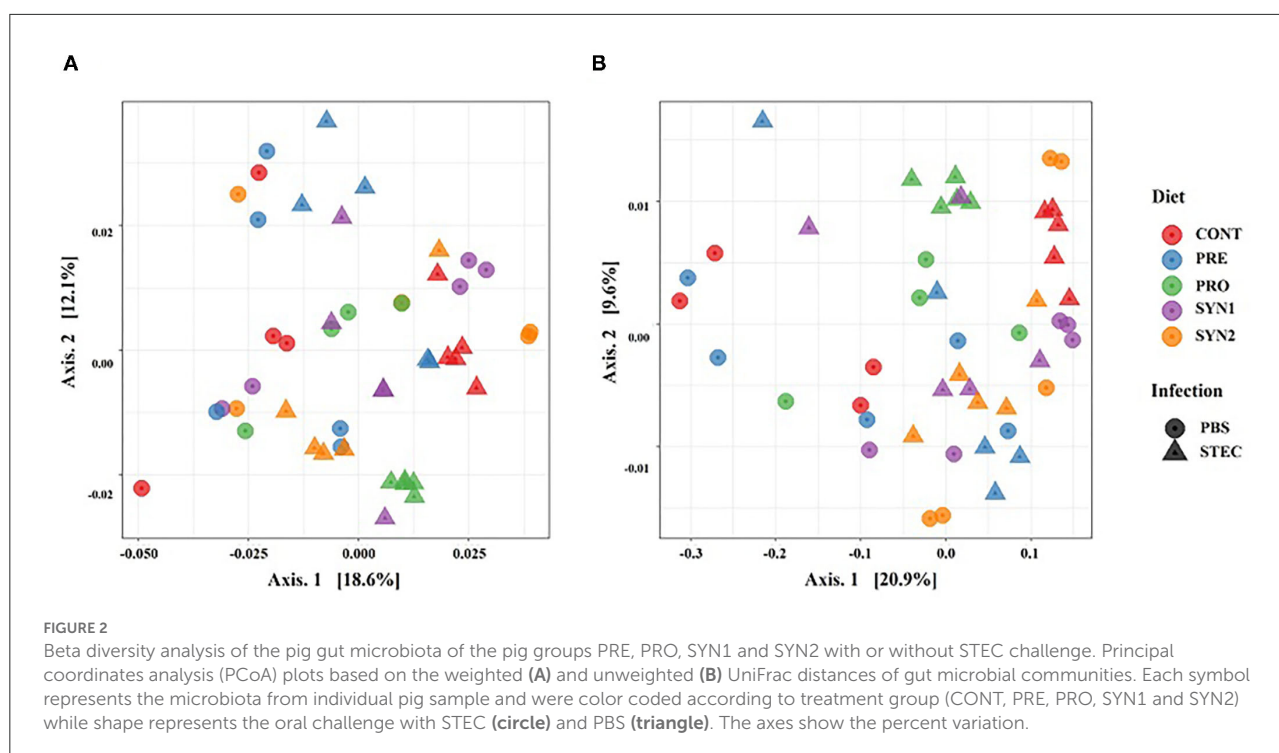 A
B
0.02
0.00
-0.02
Axis. 2 [12.1%]
-0.050
-0.025
0.000
0.025
Axis. 1 [18.6%]
0.01
0.00
-0.01
Axis. 2 [9.6%]
-0.3
-0.2
-0.1
0.0
0.1
Axis. 1 [20.9%]
Diet
CONT
PRE
PRO
SYN1
SYN2
Infection
PBS
STEC
FIGURE 2
Beta diversity analysis of the pig gut microbiota of the pig groups PRE, PRO, SYN1 and SYN2 with or without STEC challenge. Principal
coordinates analysis (PCoA) plots based on the weighted (A) and unweighted (B) UniFrac distances of gut microbial communities. Each symbol
represents the microbiota from individual pig sample and were color coded according to treatment group (CONT, PRE, PRO, SYN1 and SYN2)
while shape represents the oral challenge with STEC (circle) and PBS (triangle). The axes show the percent variation.